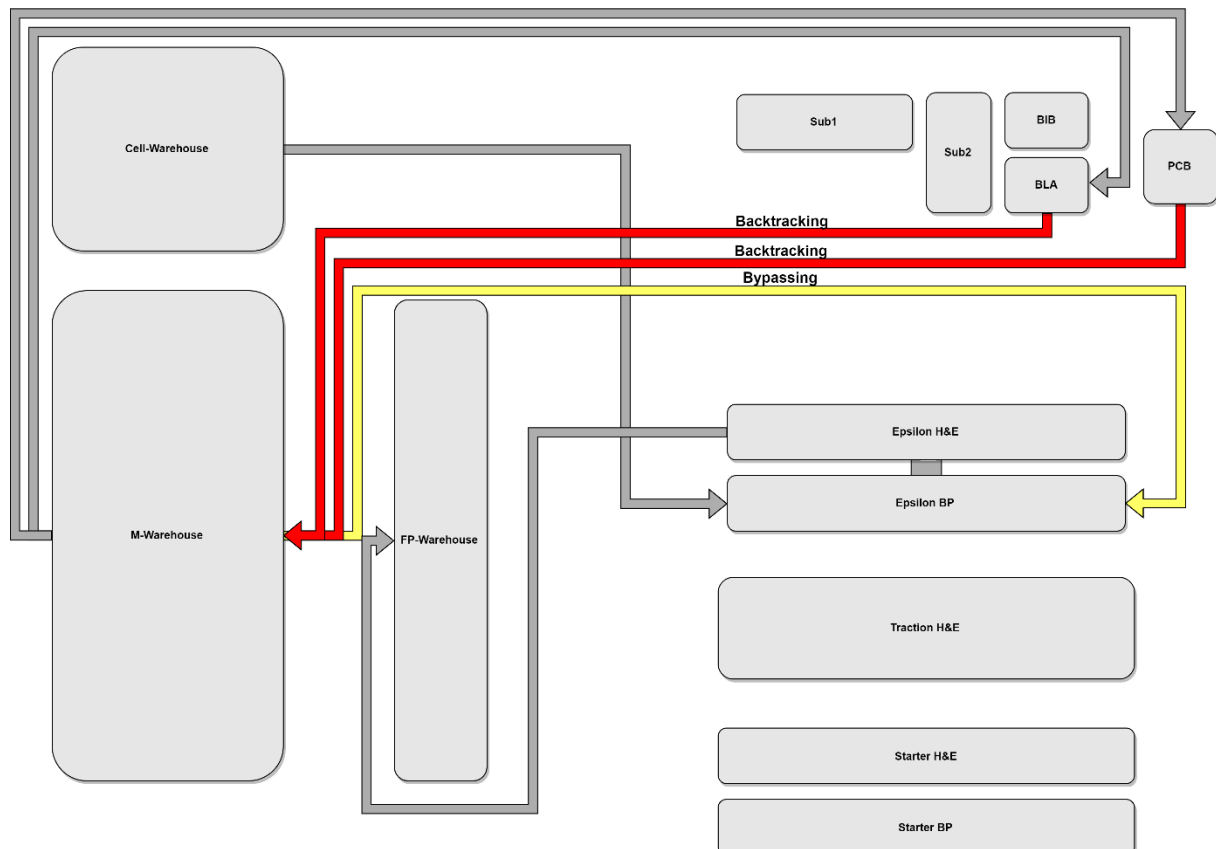 Cell-Warehouse
Sub1
Sub2
BIB
BLA
PCB
Backtracking
Backtracking
Bypassing
M-Warehouse
FP-Warehouse
Epsilon H&E
Epsilon BP
Traction H&E
Starter H&E
Starter BP